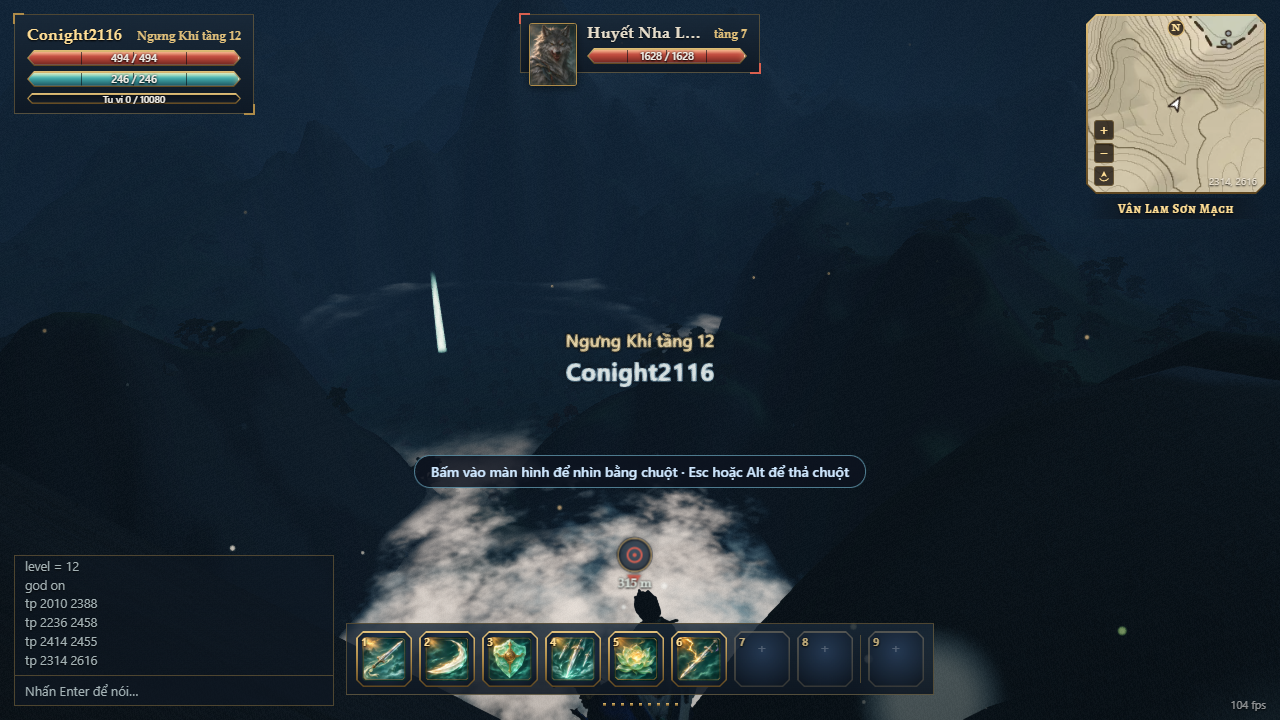 Conight2116 Ngưng Khí tầng 12
494 / 494
246 / 246
Tu vi 0 / 10080
Huyết Nha L... tầng 7
1628 / 1628
N
+
−
2314, 2616
Vân Lam Sơn Mạch
Ngưng Khí tầng 12
Conight2116
Bấm vào màn hình để nhìn bằng chuột · Esc hoặc Alt để thả chuột
315 m
level = 12
god on
tp 2010 2388
tp 2236 2458
tp 2414 2455
tp 2314 2616
Nhấn Enter để nói...
1 2 3 4 5 6 7 8 9
+ + +
104 fps